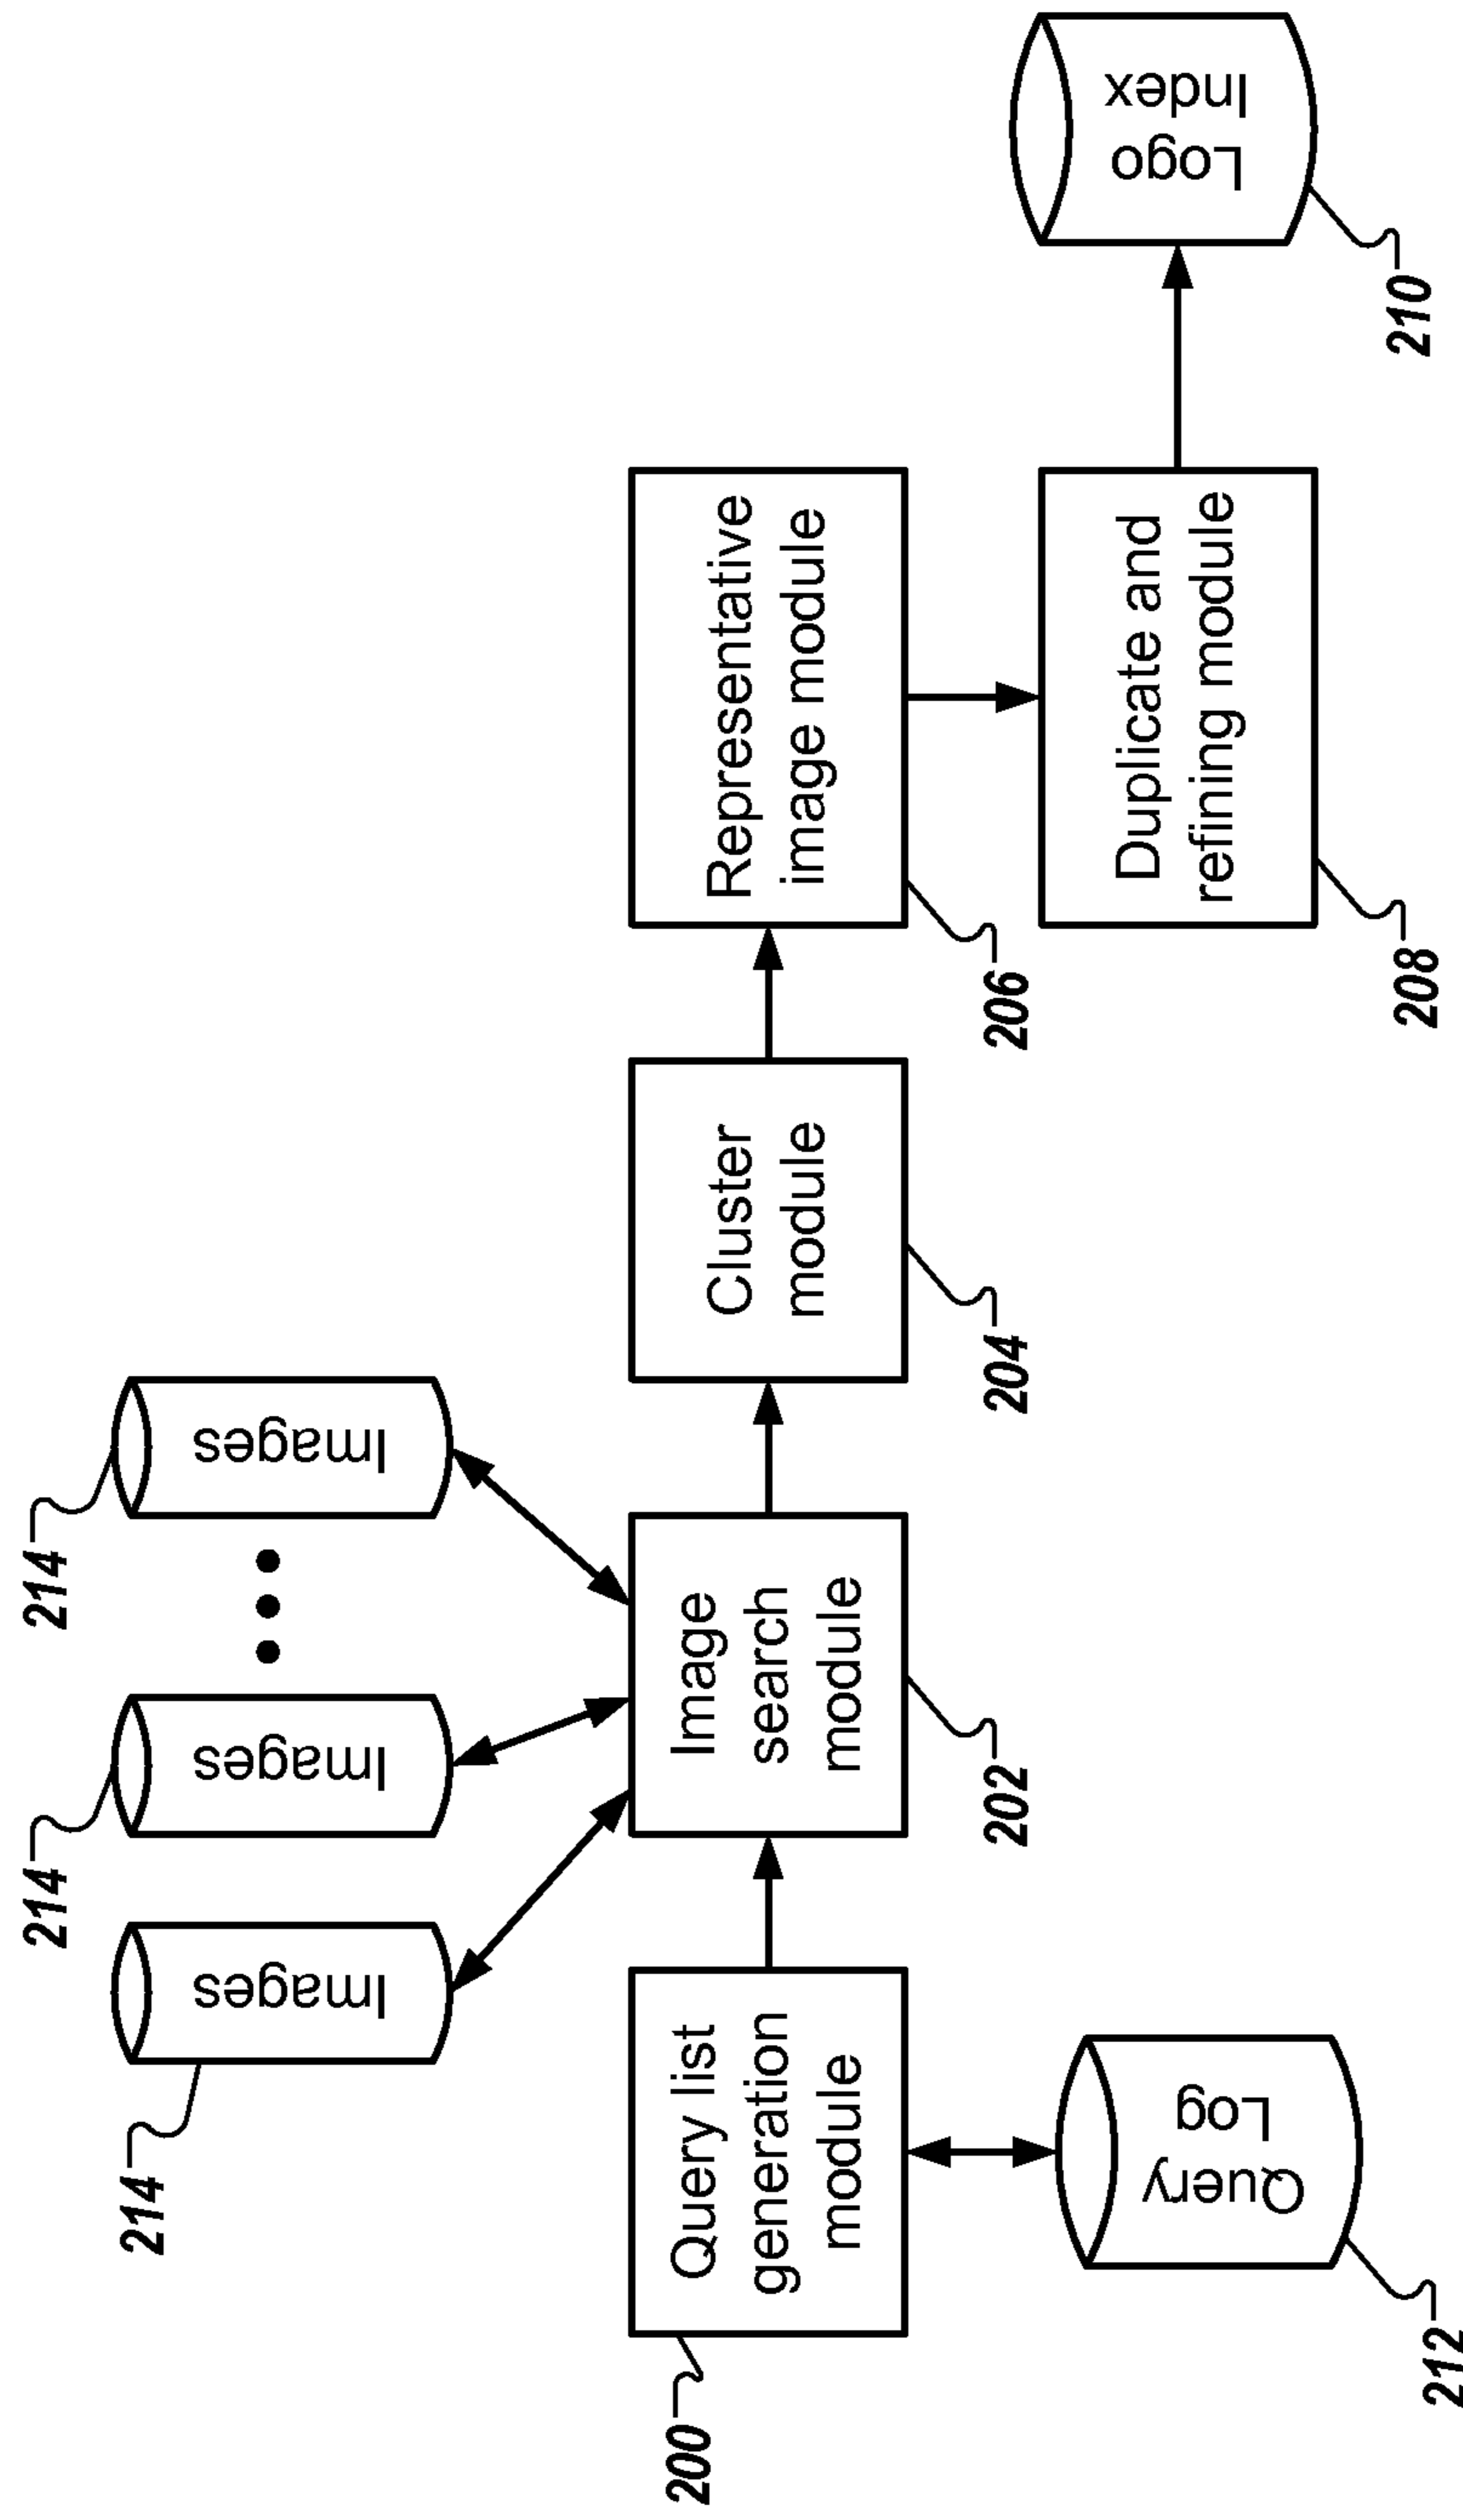 214
214
214
Images
Images
Images
200
Query list
generation
module
Image
search
module
Cluster
module
Representative
image module
202
204
206
Query
Log
Duplicate and
refining module
Logo
Index
212
208
210